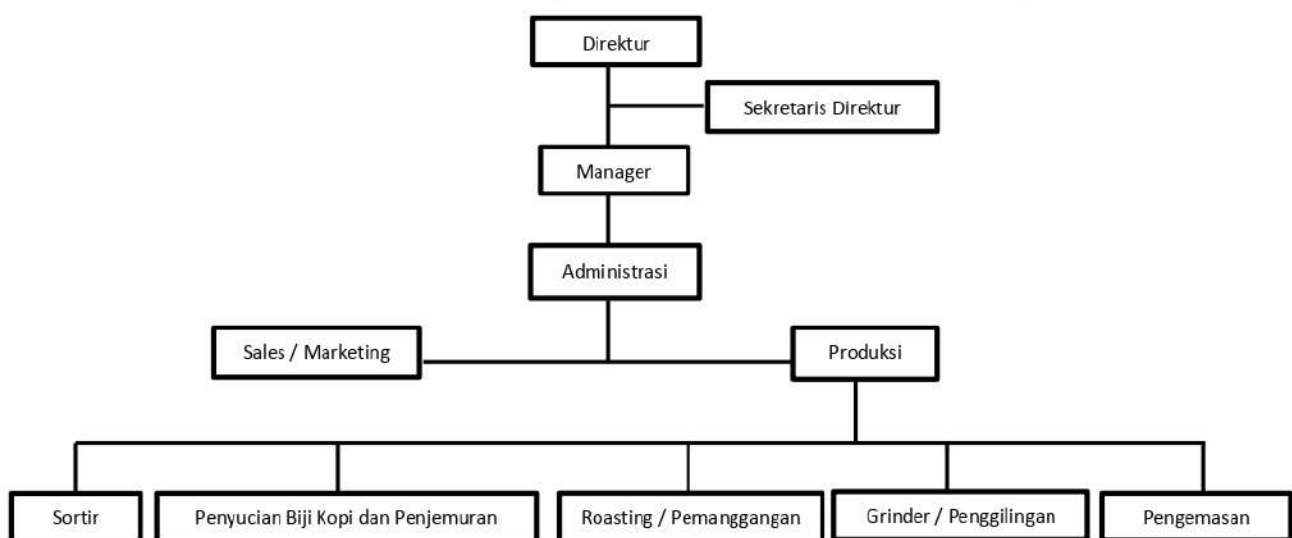 Direktur
Sekretaris Direktur
Manager
Administrasi
Sales / Marketing
Produksi
Sortir
Penyucian Biji Kopi dan Penjemuran
Roasting / Pemanggangan
Grinder / Penggilingan
Pengemasan